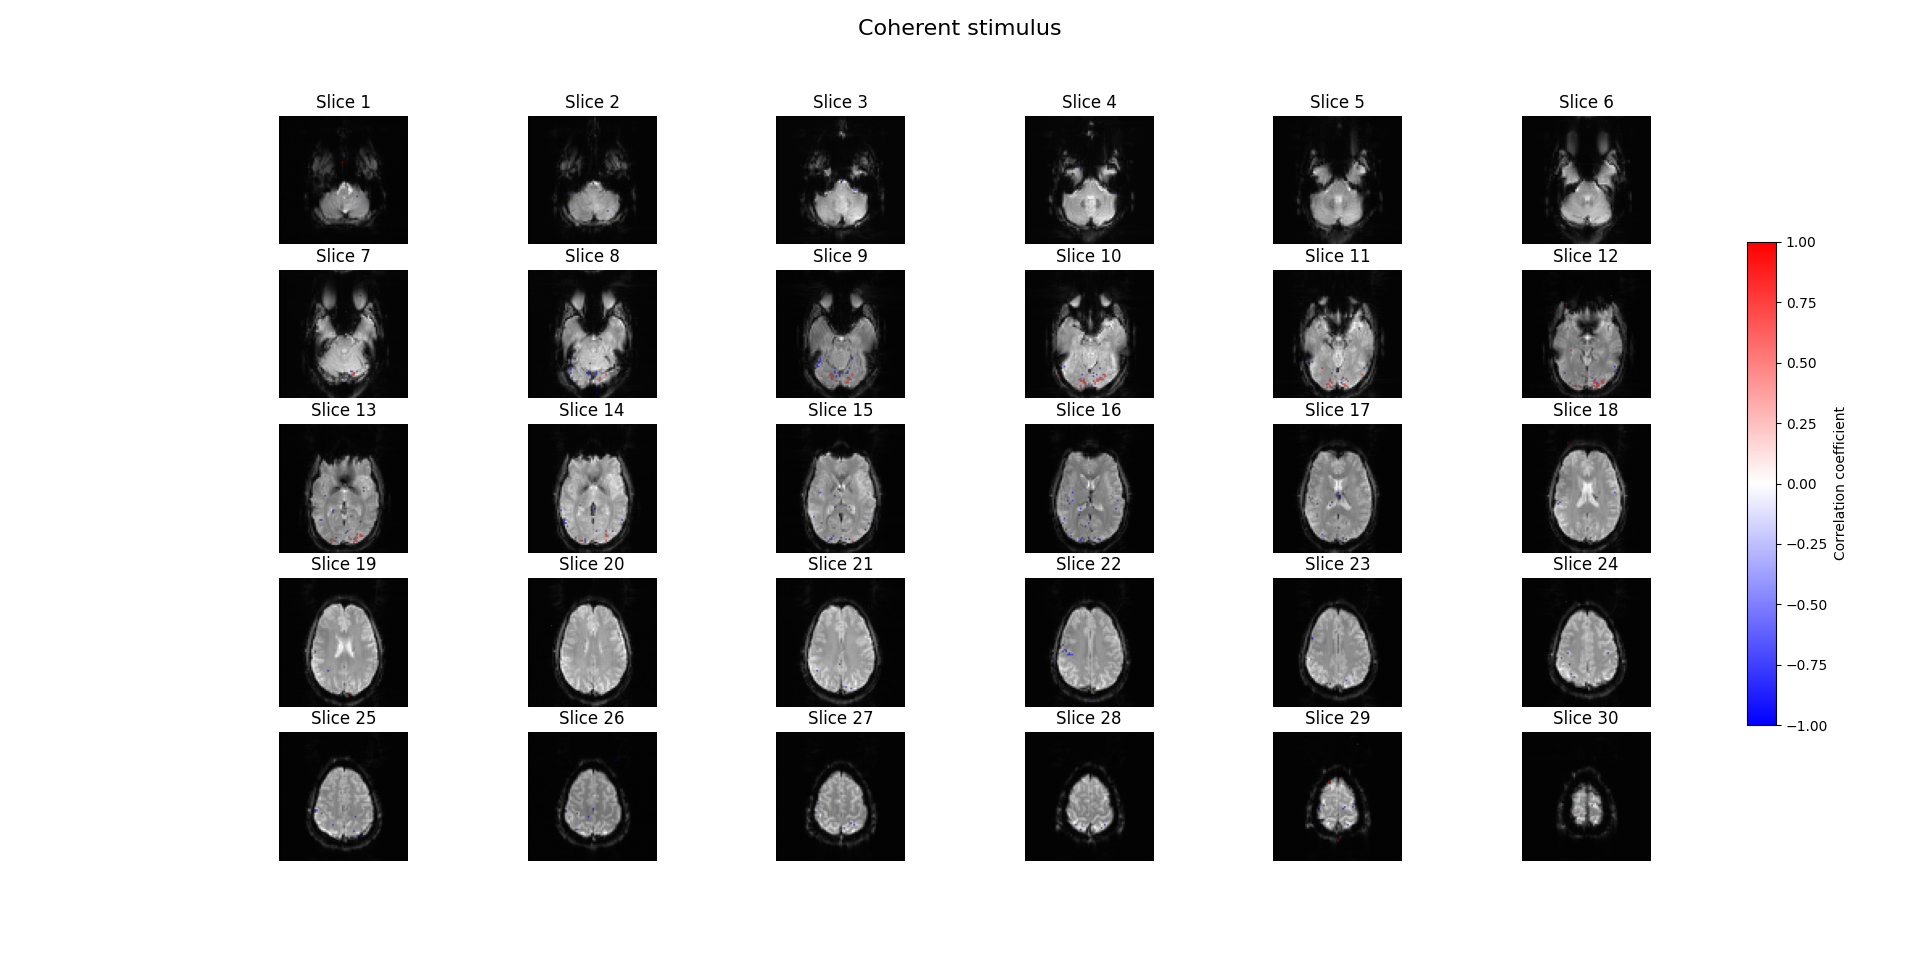 Coherent stimulus
Slice 1 Slice 2 Slice 3 Slice 4 Slice 5 Slice 6
Slice 7 Slice 8 Slice 9 Slice 10 Slice 11 Slice 12
Slice 13 Slice 14 Slice 15 Slice 16 Slice 17 Slice 18
Slice 19 Slice 20 Slice 21 Slice 22 Slice 23 Slice 24
Slice 25 Slice 26 Slice 27 Slice 28 Slice 29 Slice 30
1.00
0.75
0.50
0.25
0.00
−0.25
−0.50
−0.75
−1.00
Correlation coefficient